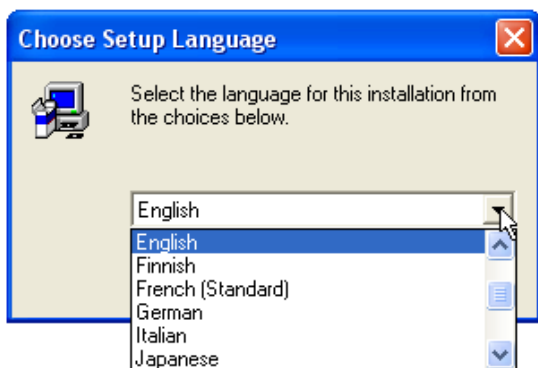 Choose Setup Language
Select the language for this installation from
the choices below.
English
English
Finnish
French (Standard)
German
Italian
Japanese